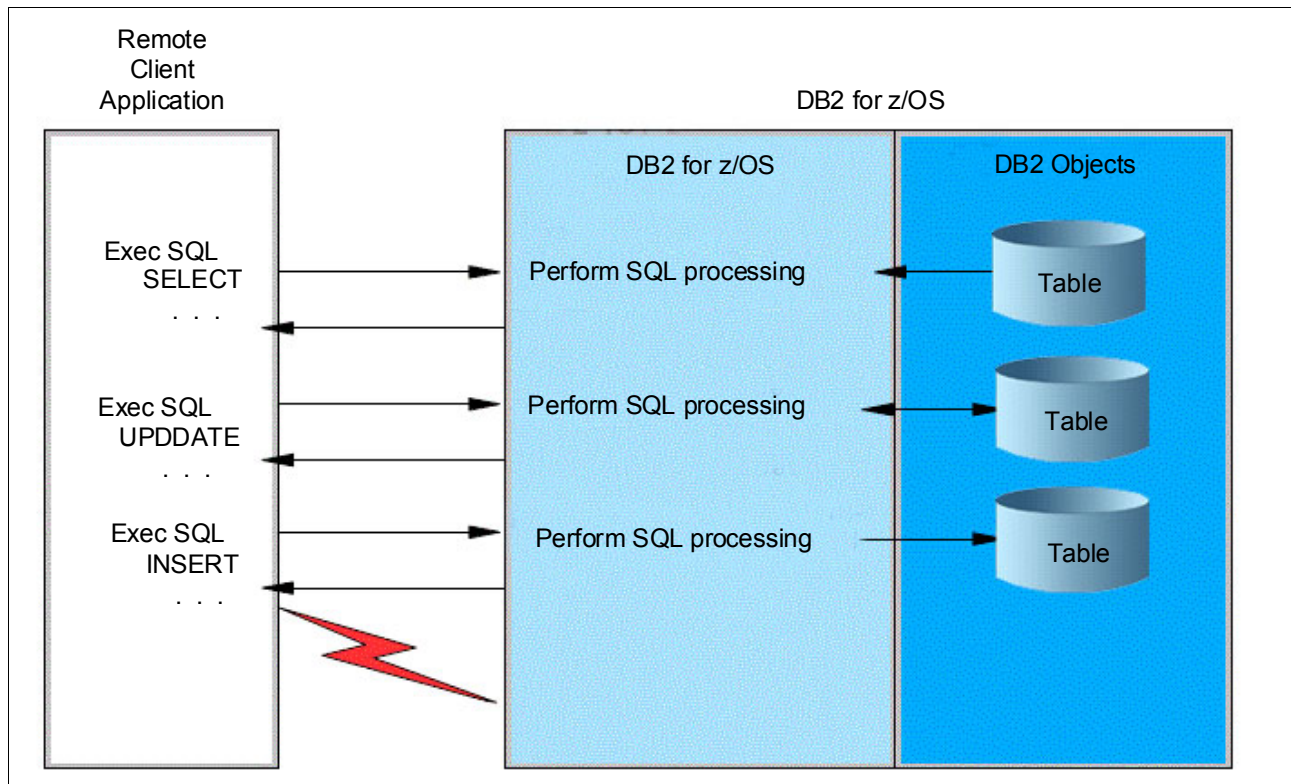 Remote
Client
Application
DB2 for z/OS
DB2 for z/OS
DB2 Objects
Exec SQL
SELECT
. . .
Perform SQL processing
Table
Exec SQL
UPDDATE
. . .
Perform SQL processing
Table
Exec SQL
INSERT
. . .
Perform SQL processing
Table